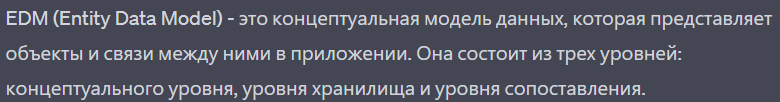 EDM (Entity Data Model) - это концептуальная модель данных, которая представляет
объекты и связи между ними в приложении. Она состоит из трех уровней:
концептуального уровня, уровня хранилища и уровня сопоставления.